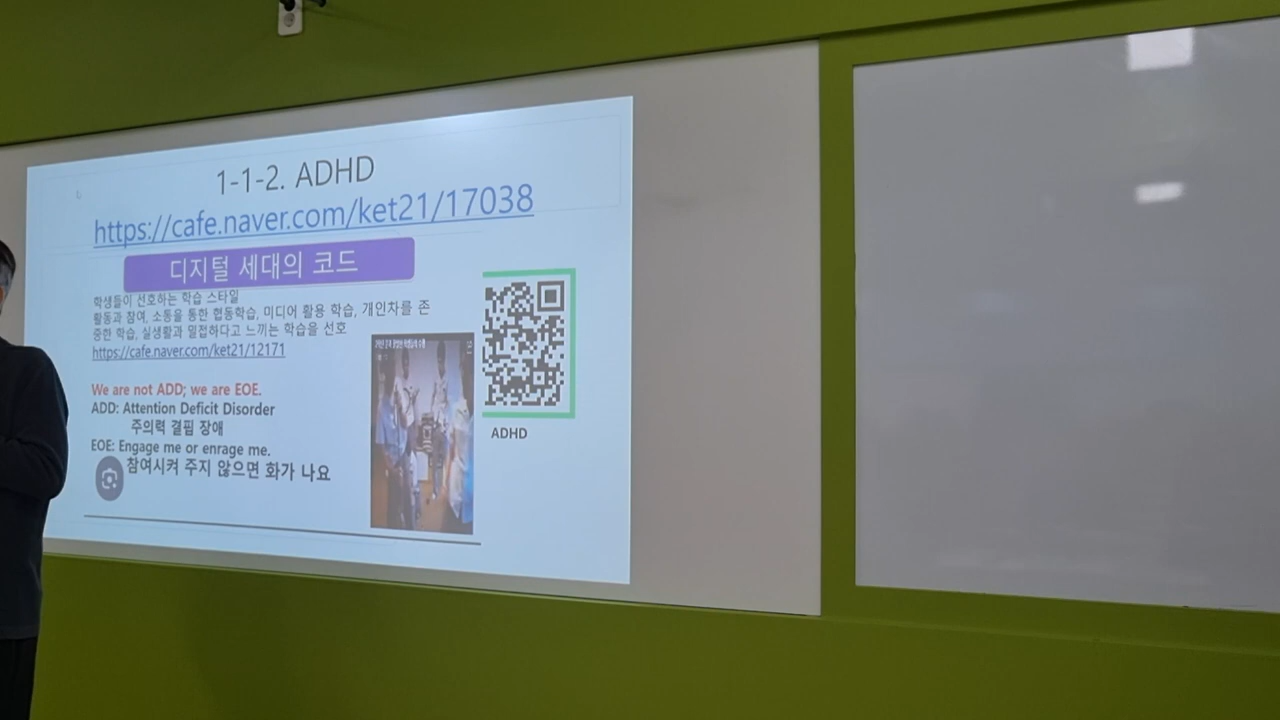 1-1-2. ADHD
https://cafe.naver.com/ket21/17038
디지털 세대의 코드
학생들이 선호하는 학습 스타일
활동과 참여, 소통을 통한 협동학습, 미디어 활용 학습, 개인차를 존
중한 학습, 실생활과 밀접하다고 느끼는 학습을 선호
https://cafe.naver.com/ket21/12171
We are not ADD; we are EOE.
ADD: Attention Deficit Disorder
주의력 결핍 장애
EOE: Engage me or enrage me.
참여시켜 주지 않으면 화가 나요
ADHD